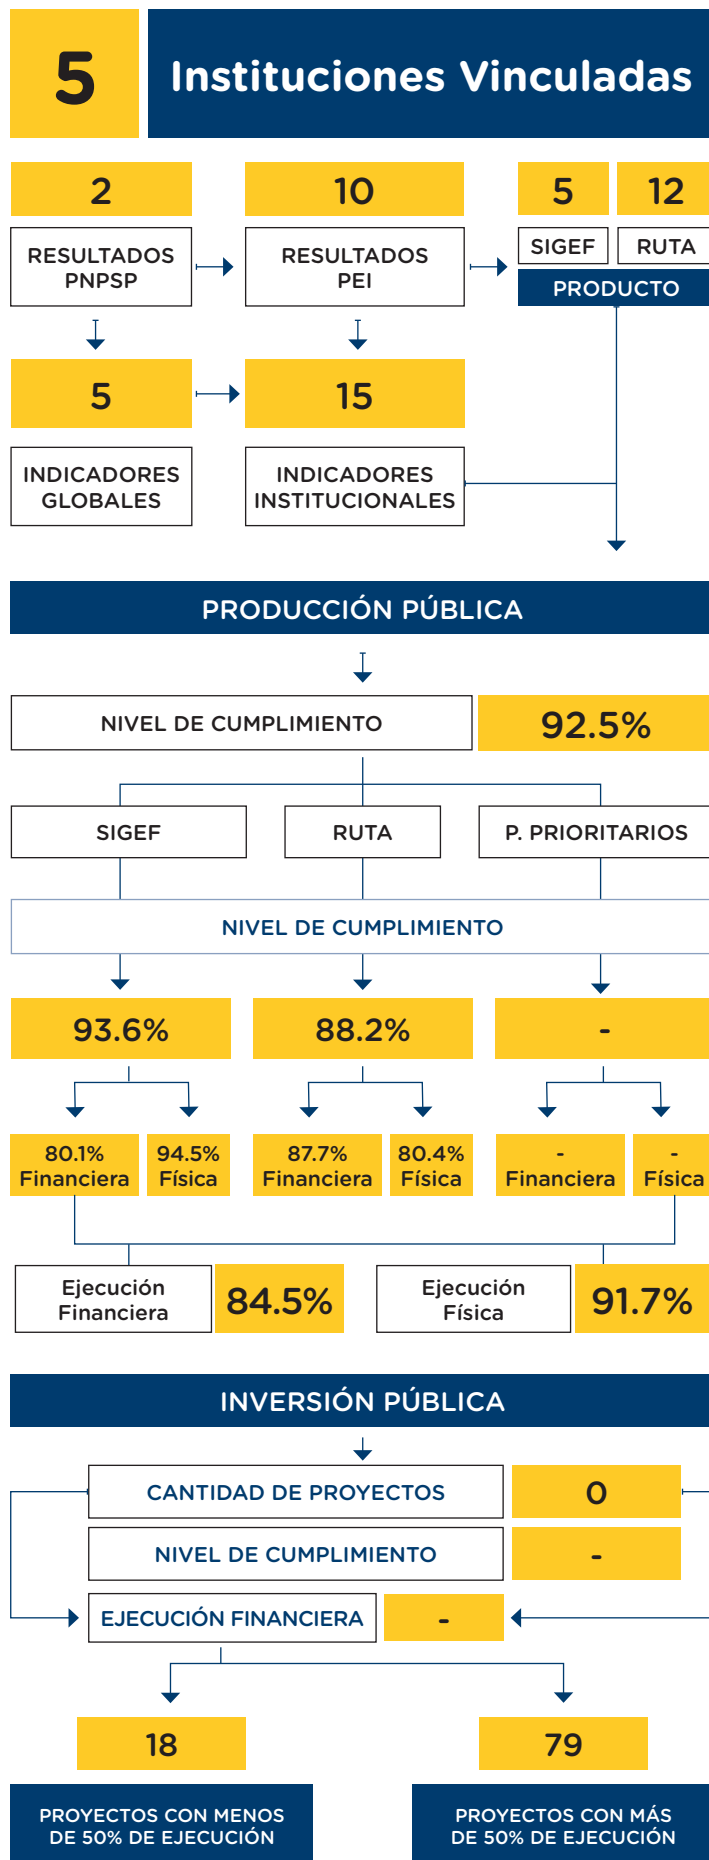 5
Instituciones Vinculadas
2
10
5
12
RESULTADOS
PNPSP
RESULTADOS
PEI
SIGEF
RUTA
PRODUCTO
5
15
INDICADORES
GLOBALES
INDICADORES
INSTITUCIONALES
PRODUCCIÓN PÚBLICA
NIVEL DE CUMPLIMIENTO
92.5%
SIGEF
RUTA
P. PRIORITARIOS
NIVEL DE CUMPLIMIENTO
93.6%
88.2%
-
80.1%
Financiera
94.5%
Física
87.7%
Financiera
80.4%
Física
-
Financiera
-
Física
Ejecución
Financiera
84.5%
Ejecución
Física
91.7%
INVERSIÓN PÚBLICA
CANTIDAD DE PROYECTOS
0
NIVEL DE CUMPLIMIENTO
-
EJECUCIÓN FINANCIERA
-
18
79
PROYECTOS CON MENOS
DE 50% DE EJECUCIÓN
PROYECTOS CON MÁS
DE 50% DE EJECUCIÓN